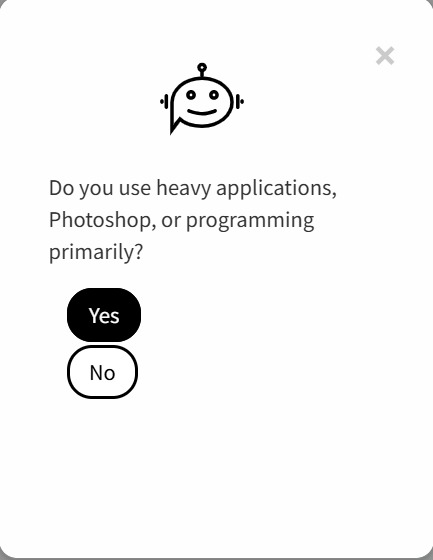 Do you use heavy applications,
Photoshop, or programming
primarily?
Yes
No